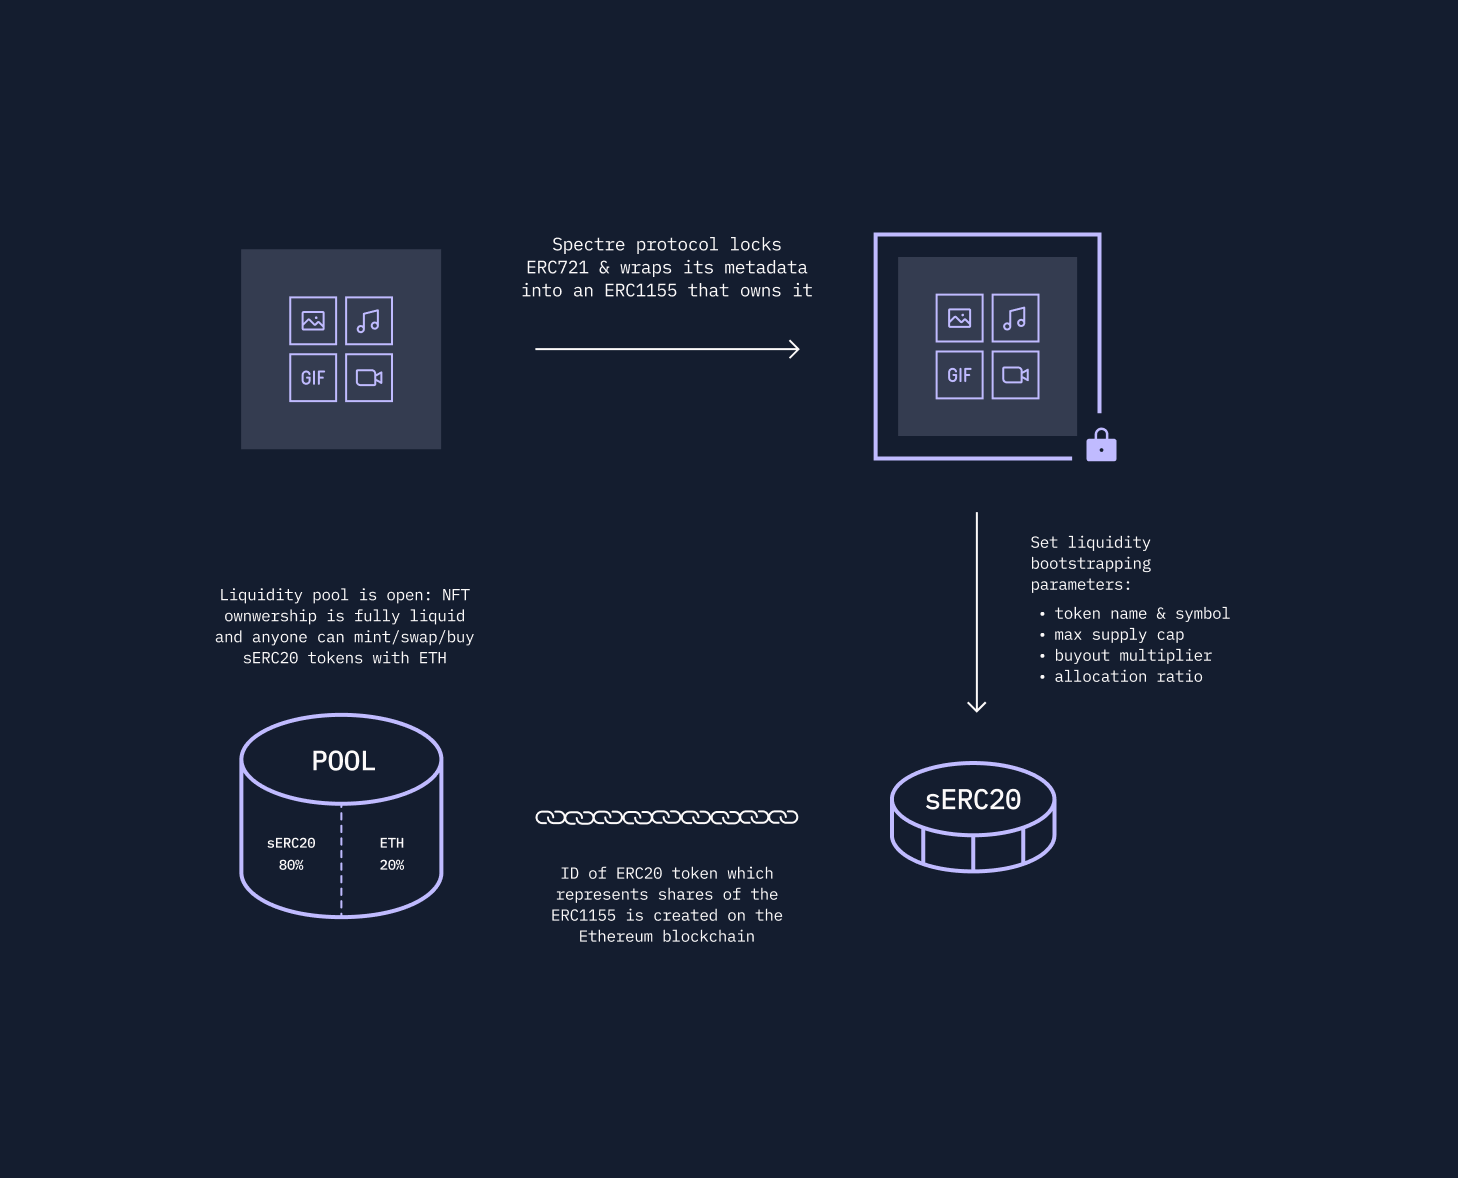 Spectre protocol locks
ERC721 & wraps its metadata
into an ERC1155 that owns it
GIF
GIF
Set liquidity
bootstrapping
parameters:
• token name & symbol
• max supply cap
• buyout multiplier
• allocation ratio
Liquidity pool is open: NFT
ownwership is fully liquid
and anyone can mint/swap/buy
sERC20 tokens with ETH
POOL
sERC20 ETH
80% 20%
sERC20
ID of ERC20 token which
represents shares of the
ERC1155 is created on the
Ethereum blockchain